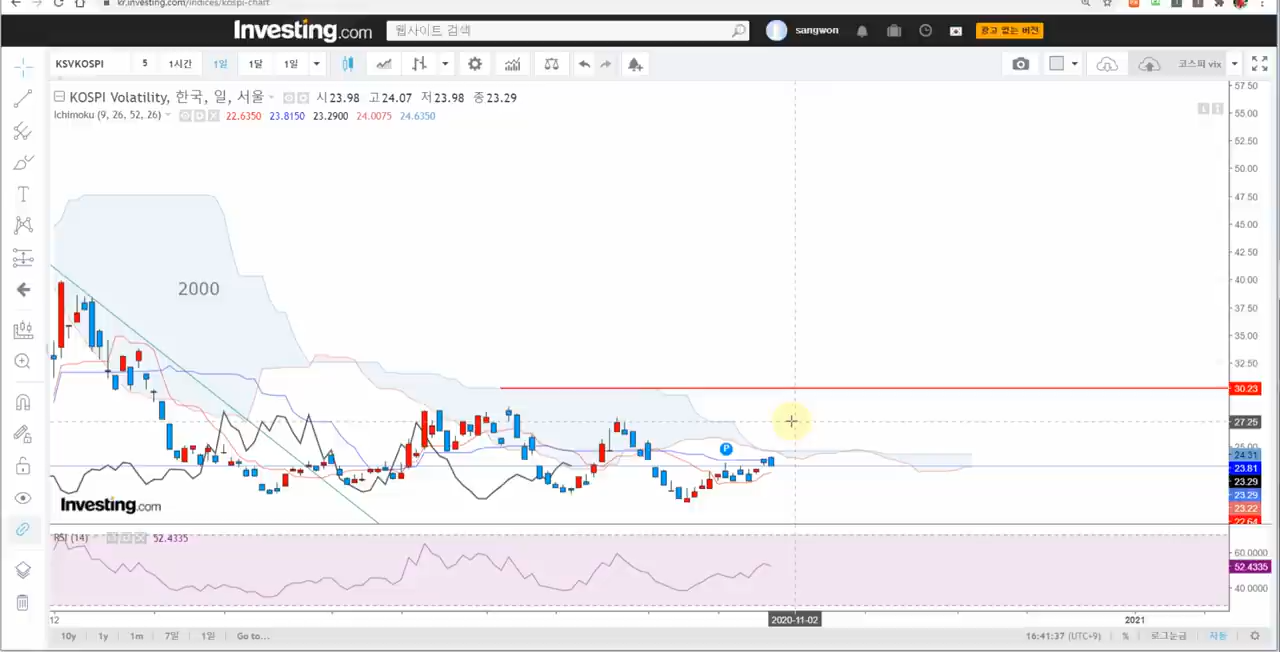 kr.investing.com/indices/kospi-chart
Investing.com 웹사이트 검색 sangwon 광고 없는 버전
KSVKOSPI 5 1시간 1일 1달 1일 코스피 vix
KOSPI Volatility, 한국, 일, 서울 시23.98 고24.07 저23.98 종23.29
Ichimoku (9, 26, 52, 26) 22.6350 23.8150 23.2900 24.0075 24.6350
57.50
55.00
52.50
50.00
47.50
45.00
42.50
40.00
2000
37.50
35.00
32.50
30.23
27.25
25.00
P
24.31
23.81
23.29
23.29
23.22
22.64
Investing.com
RSI (14) 52.4335
60.0000
52.4335
40.0000
12 2020-11-02 2021
10y 1y 1m 7일 1일 Go to... 16:41:37 (UTC+9) % 로그눈금 자동